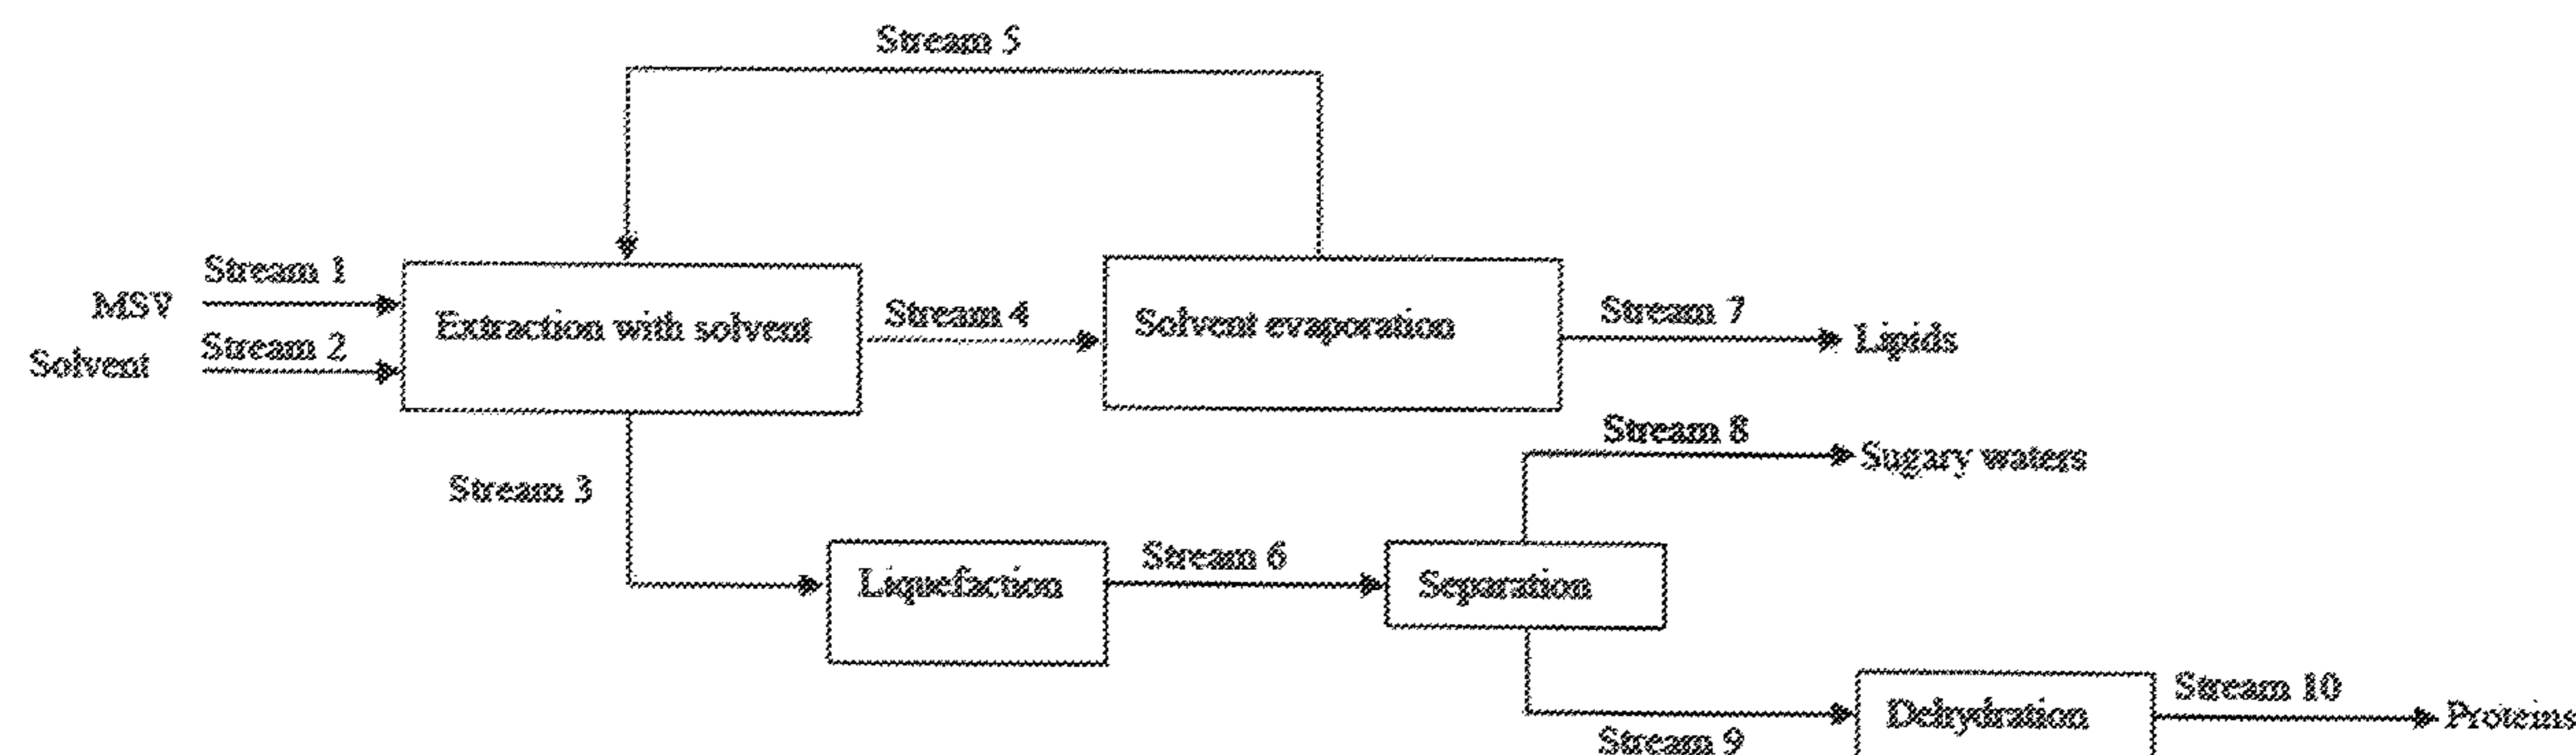 Stream 5
Stream 1
MSV
Extraction with solvent
Stream 4
Solvent evaporation
Stream 7
Lipids
Solvent
Stream 2
Stream 8
Sugary waters
Stream 3
Liquefaction
Stream 6
Separation
Stream 9
Dehydration
Stream 10
Proteins